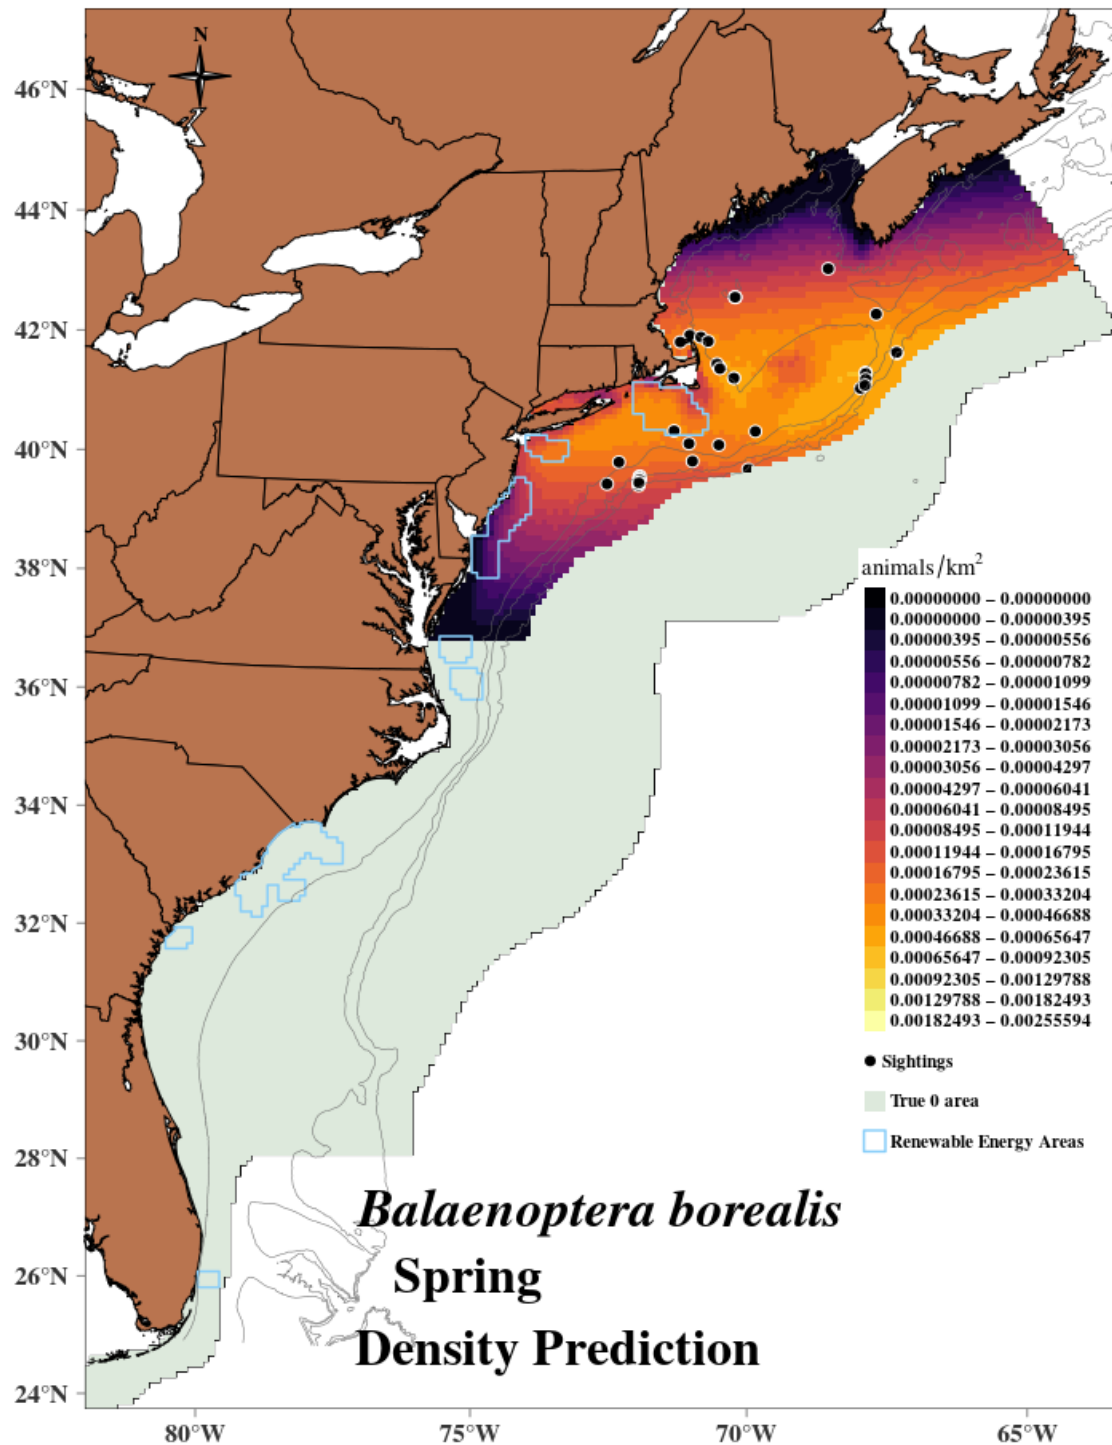 N
46°N
44°N
42°N
40°N
38°N
36°N
34°N
32°N
30°N
28°N
26°N
24°N
animals/km²
0.00000000 – 0.00000000
0.00000000 – 0.00000395
0.00000395 – 0.00000556
0.00000556 – 0.00000782
0.00000782 – 0.00001099
0.00001099 – 0.00001546
0.00001546 – 0.00002173
0.00002173 – 0.00003056
0.00003056 – 0.00004297
0.00004297 – 0.00006041
0.00006041 – 0.00008495
0.00008495 – 0.00011944
0.00011944 – 0.00016795
0.00016795 – 0.00023615
0.00023615 – 0.00033204
0.00033204 – 0.00046688
0.00046688 – 0.00065647
0.00065647 – 0.00092305
0.00092305 – 0.00129788
0.00129788 – 0.00182493
0.00182493 – 0.00255594
Sightings
True 0 area
Renewable Energy Areas
Balaenoptera borealis
Spring
Density Prediction
80°W 75°W 70°W 65°W